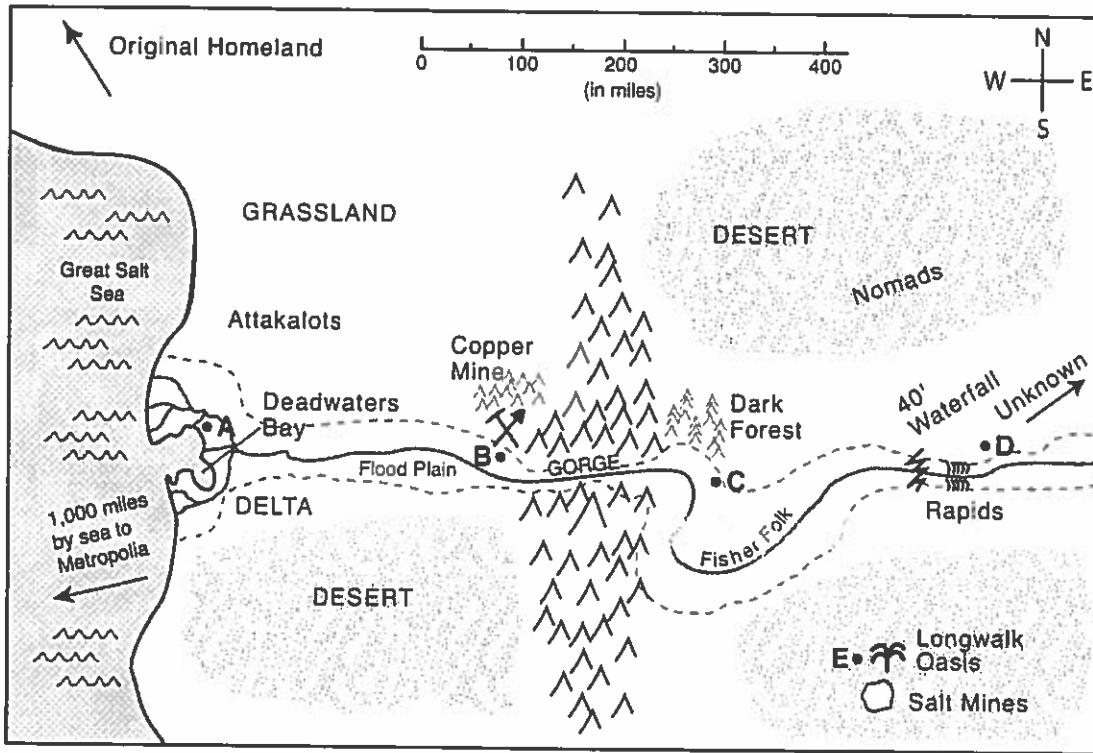 Original Homeland
0 100 200 300 400
(in miles)
N
W E
S
GRASSLAND
DESERT
Great Salt
Sea
Nomads
Attakalots
Copper
Mine
40'
Waterfall
Unknown
Deadwaters
Bay
A
Dark
Forest
D
B
Flood Plain
GORGE
C
DELTA
Rapids
Fisher Folk
1,000 miles
by sea to
Metropolia
DESERT
E
Longwalk
Oasis
Salt Mines